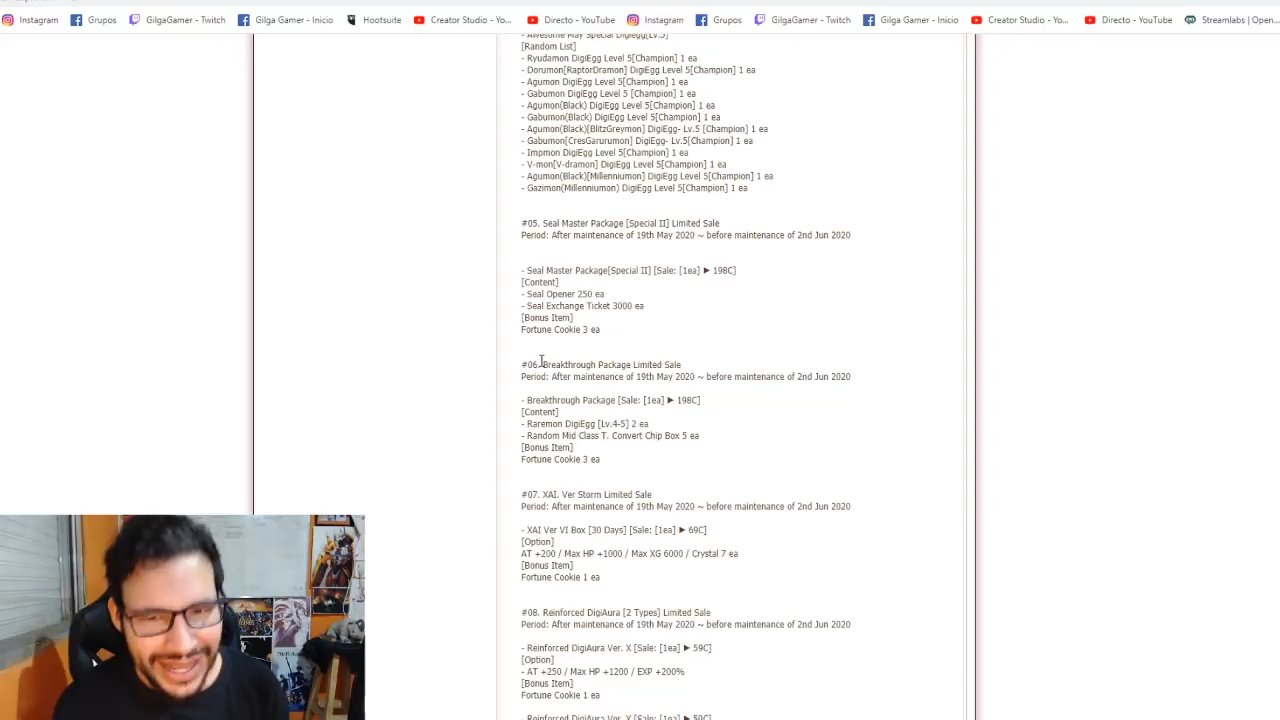 Instagram Grupos GilgaGamer - Twitch Gilga Gamer - Inicio Hootsuite Creator Studio - Yo... Directo - YouTube Instagram Grupos GilgaGamer - Twitch Gilga Gamer - Inicio Creator Studio - Yo... Directo - YouTube Streamlabs | Open...
- Awesome May Special Digiegg[Lv.5]
[Random List]
- Ryudamon DigiEgg Level 5[Champion] 1 ea
- Dorumon[RaptorDramon] DigiEgg Level 5[Champion] 1 ea
- Agumon DigiEgg Level 5[Champion] 1 ea
- Gabumon DigiEgg Level 5 [Champion] 1 ea
- Agumon(Black) DigiEgg Level 5[Champion] 1 ea
- Gabumon(Black) DigiEgg Level 5[Champion] 1 ea
- Agumon(Black)[BlitzGreymon] DigiEgg- Lv.5 [Champion] 1 ea
- Gabumon[CresGarurumon] DigiEgg- Lv.5[Champion] 1 ea
- Impmon DigiEgg Level 5[Champion] 1 ea
- V-mon[V-dramon] DigiEgg Level 5[Champion] 1 ea
- Agumon(Black)[Millenniumon] DigiEgg Level 5[Champion] 1 ea
- Gazimon(Millenniumon) DigiEgg Level 5[Champion] 1 ea
#05. Seal Master Package [Special II] Limited Sale
Period: After maintenance of 19th May 2020 ~ before maintenance of 2nd Jun 2020
- Seal Master Package[Special II] [Sale: [1ea] ▶ 198C]
[Content]
- Seal Opener 250 ea
- Seal Exchange Ticket 3000 ea
[Bonus Item]
Fortune Cookie 3 ea
#06. Breakthrough Package Limited Sale
Period: After maintenance of 19th May 2020 ~ before maintenance of 2nd Jun 2020
- Breakthrough Package [Sale: [1ea] ▶ 198C]
[Content]
- Raremon DigiEgg [Lv.4-5] 2 ea
- Random Mid Class T. Convert Chip Box 5 ea
[Bonus Item]
Fortune Cookie 3 ea
#07. XAI. Ver Storm Limited Sale
Period: After maintenance of 19th May 2020 ~ before maintenance of 2nd Jun 2020
- XAI Ver VI Box [30 Days] [Sale: [1ea] ▶ 69C]
[Option]
AT +200 / Max HP +1000 / Max XG 6000 / Crystal 7 ea
[Bonus Item]
Fortune Cookie 1 ea
#08. Reinforced DigiAura [2 Types] Limited Sale
Period: After maintenance of 19th May 2020 ~ before maintenance of 2nd Jun 2020
- Reinforced DigiAura Ver. X [Sale: [1ea] ▶ 59C]
[Option]
- AT +250 / Max HP +1200 / EXP +200%
[Bonus Item]
Fortune Cookie 1 ea
- Reinforced DigiAura Ver. Y [Sale: [1ea] ▶ 59C]